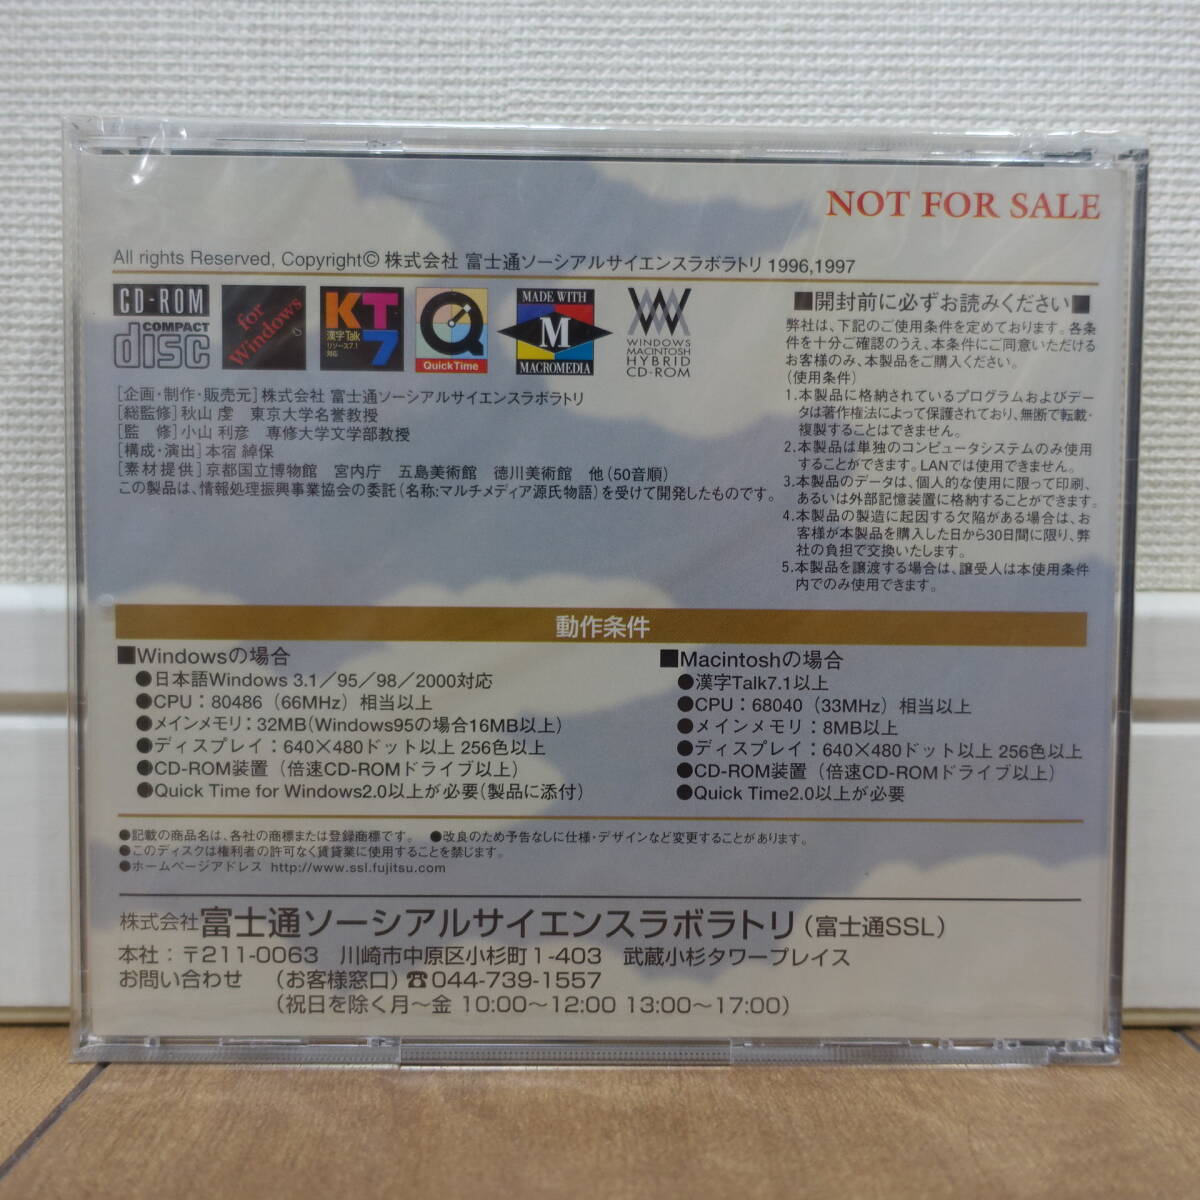 NOT FOR SALE
All rights Reserved, Copyright© 株式会社 富士通ソーシアルサイエンスラボラトリ 1996,1997
CD-ROM
COMPACT
disc
for
Windows
KT
漢字Talk
リソース7.1
対応
7
Q
QuickTime
MADE WITH
M
MACROMEDIA
WINDOWS
MACINTOSH
HYBRID
CD-ROM
[企画・制作・販売元] 株式会社 富士通ソーシアルサイエンスラボラトリ
[総監修] 秋山 虔 東京大学名誉教授
[監 修] 小山 利彦 専修大学文学部教授
[構成・演出] 本宿 綽保
[素材提供] 京都国立博物館 宮内庁 五島美術館 徳川美術館 他（50音順）
この製品は、情報処理振興事業協会の委託（名称:マルチメディア源氏物語）を受けて開発したものです。
■開封前に必ずお読みください■
弊社は、下記のご使用条件を定めております。各条
件を十分ご確認のうえ、本条件にご同意いただける
お客様のみ、本製品をご購入ください。
（使用条件）
1.本製品に格納されているプログラムおよびデー
タは著作権法によって保護されており、無断で転載・
複製することはできません。
2.本製品は単独のコンピュータシステムのみ使用
することができます。LANでは使用できません。
3.本製品のデータは、個人的な使用に限って印刷、
あるいは外部記憶装置に格納することができます。
4.本製品の製造に起因する欠陥がある場合は、お
客様が本製品を購入した日から30日間に限り、弊
社の負担で交換いたします。
5.本製品を譲渡する場合は、譲受人は本使用条件
内でのみ使用できます。
動作条件
■Windowsの場合
●日本語Windows 3.1／95／98／2000対応
●CPU：80486（66MHz）相当以上
●メインメモリ：32MB（Windows95の場合16MB以上）
●ディスプレイ：640×480ドット以上 256色以上
●CD-ROM装置（倍速CD-ROMドライブ以上）
●Quick Time for Windows2.0以上が必要（製品に添付）
■Macintoshの場合
●漢字Talk7.1以上
●CPU：68040（33MHz）相当以上
●メインメモリ：8MB以上
●ディスプレイ：640×480ドット以上 256色以上
●CD-ROM装置（倍速CD-ROMドライブ以上）
●Quick Time2.0以上が必要
●記載の商品名は、各社の商標または登録商標です。 ●改良のため予告なしに仕様・デザインなど変更することがあります。
●このディスクは権利者の許可なく賃貸業に使用することを禁じます。
●ホームページアドレス http://www.ssl.fujitsu.com
株式会社富士通ソーシアルサイエンスラボラトリ（富士通SSL）
本社：〒211-0063 川崎市中原区小杉町1-403 武蔵小杉タワープレイス
お問い合わせ （お客様窓口）☎044-739-1557
（祝日を除く月～金 10:00～12:00 13:00～17:00）